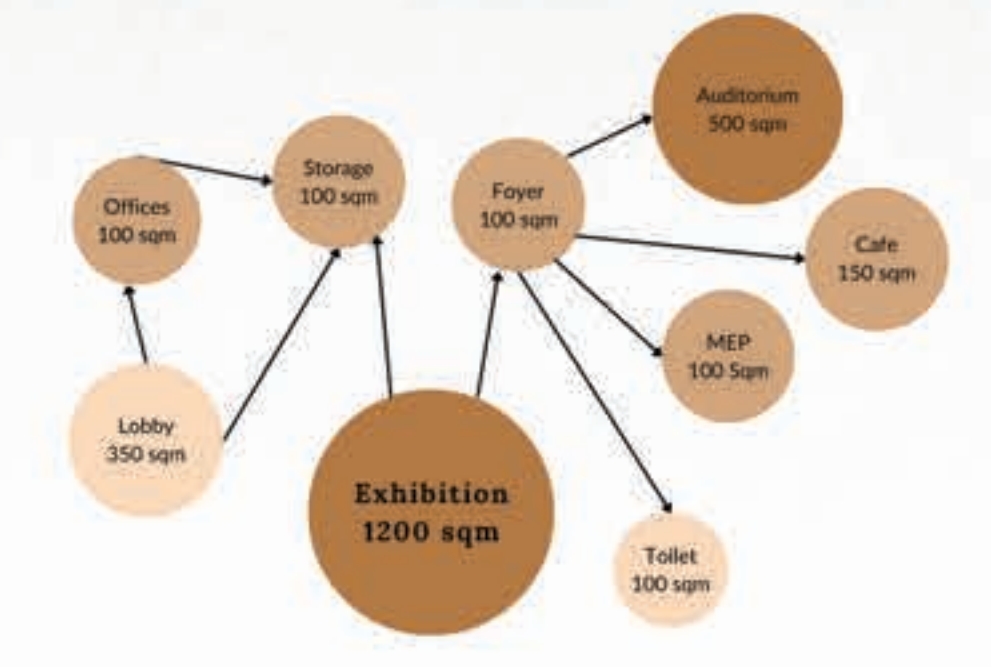 Auditorium
500 sqm
Storage
100 sqm
Foyer
100 sqm
Offices
100 sqm
Cafe
150 sqm
MEP
100 Sqm
Lobby
350 sqm
Exhibition
1200 sqm
Toilet
100 sqm